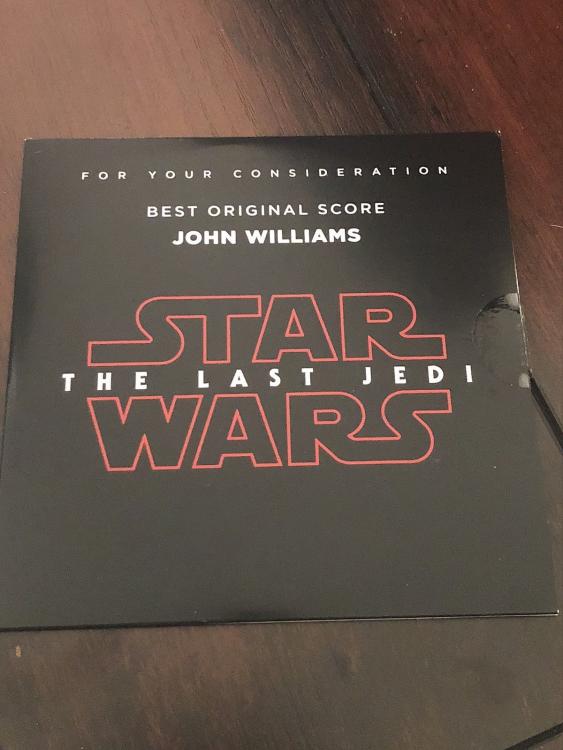 FOR YOUR CONSIDERATION
BEST ORIGINAL SCORE
JOHN WILLIAMS
STAR
THE LAST JEDI
WARS